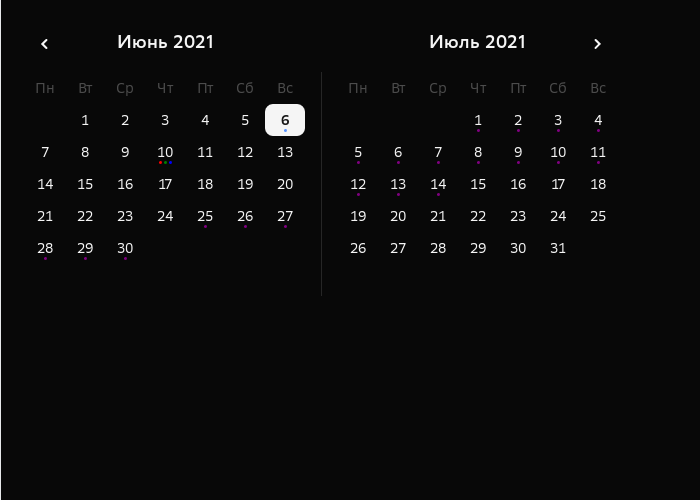 Июнь 2021
Пн Вт Ср Чт Пт Сб Вс
1 2 3 4 5 6
7 8 9 10 11 12 13
14 15 16 17 18 19 20
21 22 23 24 25 26 27
28 29 30
Июль 2021
Пн Вт Ср Чт Пт Сб Вс
1 2 3 4
5 6 7 8 9 10 11
12 13 14 15 16 17 18
19 20 21 22 23 24 25
26 27 28 29 30 31